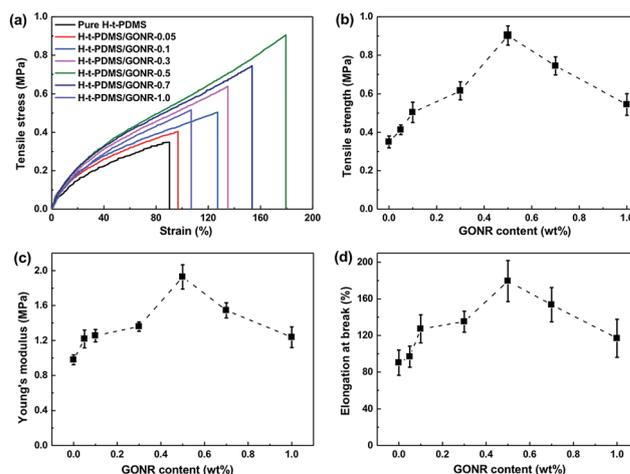 (a)
Pure H-t-PDMS
H-t-PDMS/GONR-0.05
H-t-PDMS/GONR-0.1
H-t-PDMS/GONR-0.3
H-t-PDMS/GONR-0.5
H-t-PDMS/GONR-0.7
H-t-PDMS/GONR-1.0
Tensile stress (MPa)
1.0
0.8
0.6
0.4
0.2
0.0
0 40 80 120 160 200
Strain (%)
(b)
Tensile strength (MPa)
1.0
0.8
0.6
0.4
0.2
0.0
0.0 0.2 0.4 0.6 0.8 1.0
GONR content (wt%)
(c)
Young's modulus (MPa)
2.0
1.6
1.2
0.8
0.4
0.0
0.0 0.2 0.4 0.6 0.8 1.0
GONR content (wt%)
(d)
Elongation at break (%)
200
160
120
80
40
0
0.0 0.2 0.4 0.6 0.8 1.0
GONR content (wt%)